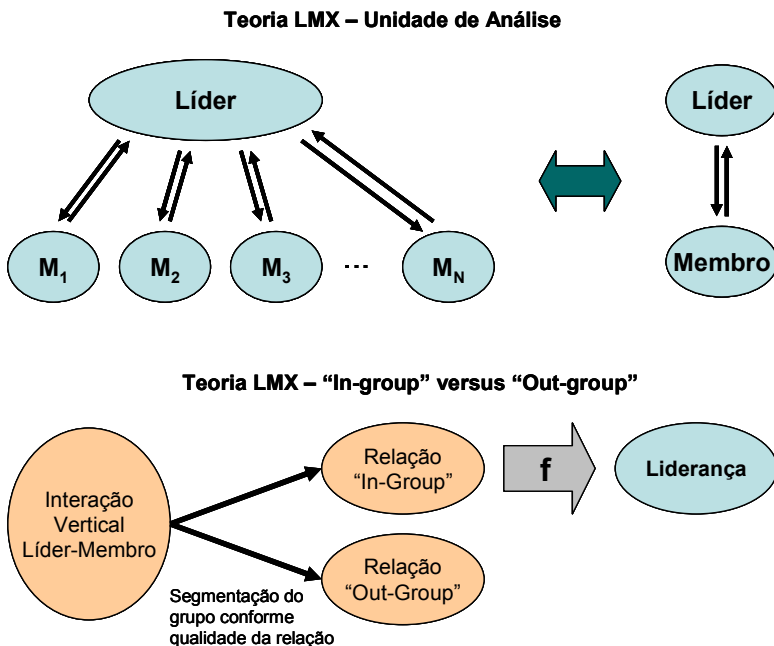 Teoria LMX – Unidade de Análise
Líder
Líder
M1
M2
M3
...
MN
Membro
Teoria LMX – “In-group” versus “Out-group”
Interação
Vertical
Líder-Membro
Relação
“In-Group”
f
Liderança
Relação
“Out-Group”
Segmentação do
grupo conforme
qualidade da relação